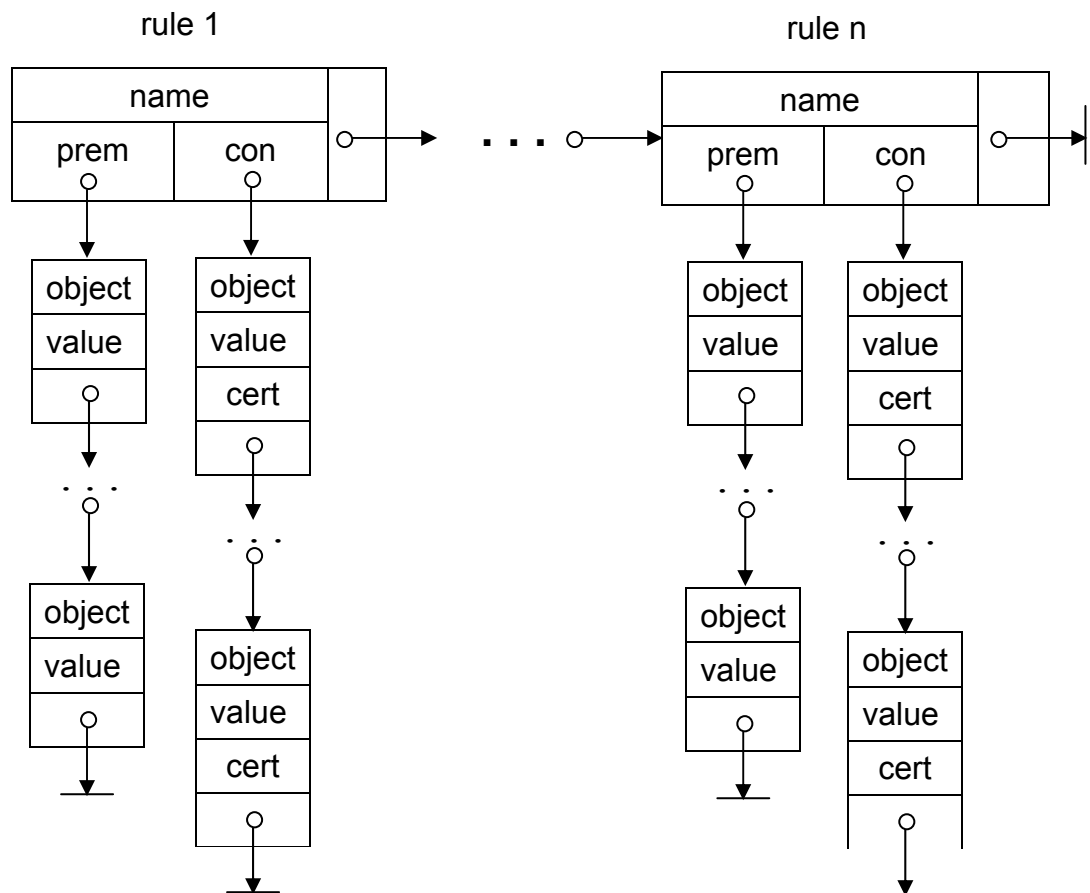 rule 1
rule n
name
prem con
. . .
name
prem con
object
value
. . .
object
value
object
value
cert
. . .
object
value
cert
object
value
. . .
object
value
object
value
cert
. . .
object
value
cert